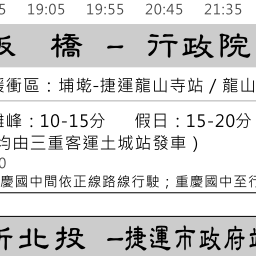 19:05 19:55 20:45 21:35
板 橋 - 行政院
緩衝區：埔墘-捷運龍山寺站 / 龍山
離峰：10-15分 假日：15-20分
均由三重客運土城站發車）
0
慶國中間依正線路線行駛；重慶國中至行
新北投 -捷運市政府站